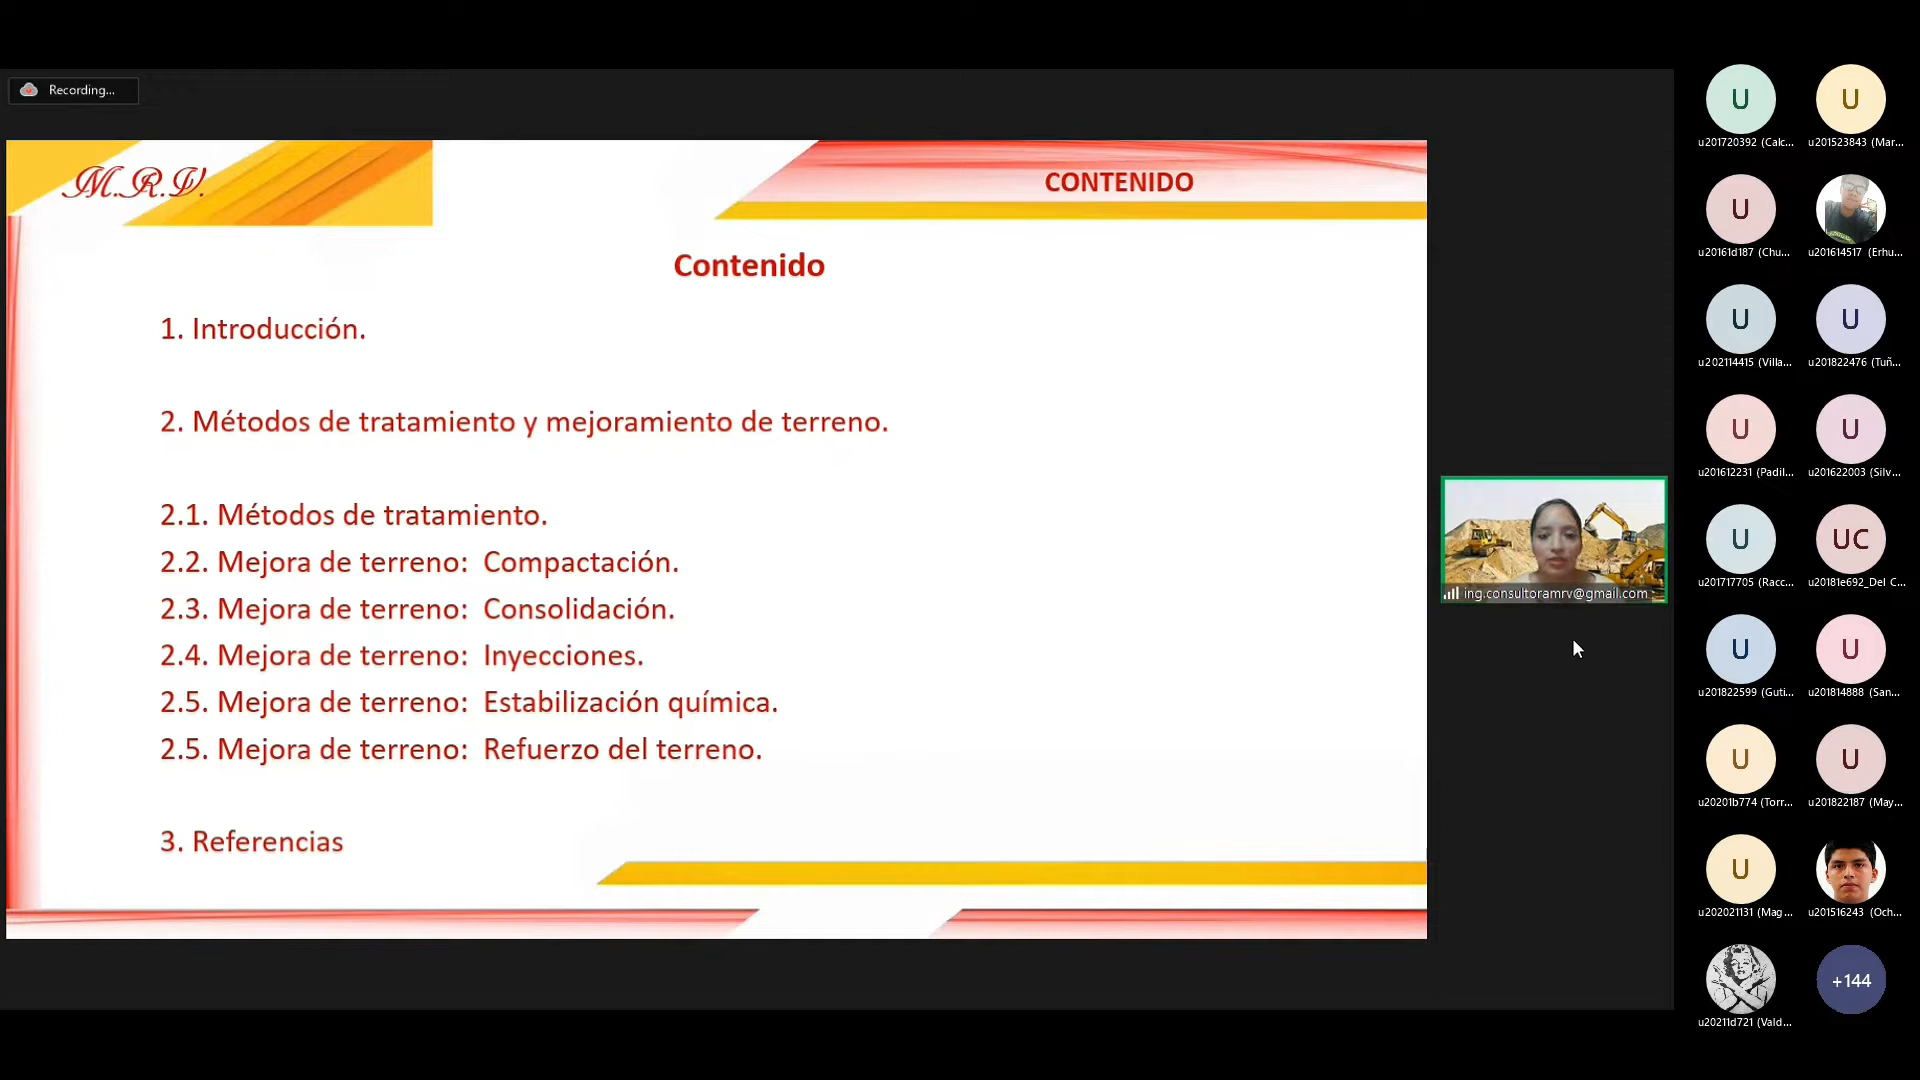 Recording...
M.R.V.
CONTENIDO
Contenido
1. Introducción.
2. Métodos de tratamiento y mejoramiento de terreno.
2.1. Métodos de tratamiento.
2.2. Mejora de terreno: Compactación.
2.3. Mejora de terreno: Consolidación.
2.4. Mejora de terreno: Inyecciones.
2.5. Mejora de terreno: Estabilización química.
2.5. Mejora de terreno: Refuerzo del terreno.
3. Referencias
ing.consultoramrv@gmail.com
U U
u201720392 (Calc... u201523843 (Mar...
U
u20161d187 (Chu... u201614517 (Erhu...
U U
u202114415 (Villa... u201822476 (Tuñ...
U U
u201612231 (Padil... u201622003 (Silv...
U UC
u201717705 (Racc... u20181e692_Del C...
U U
u201822599 (Guti... u201814888 (San...
U U
u20201b774 (Torr... u201822187 (May...
U
u202021131 (Mag... u201516243 (Och...
+144
u20211d721 (Vald...